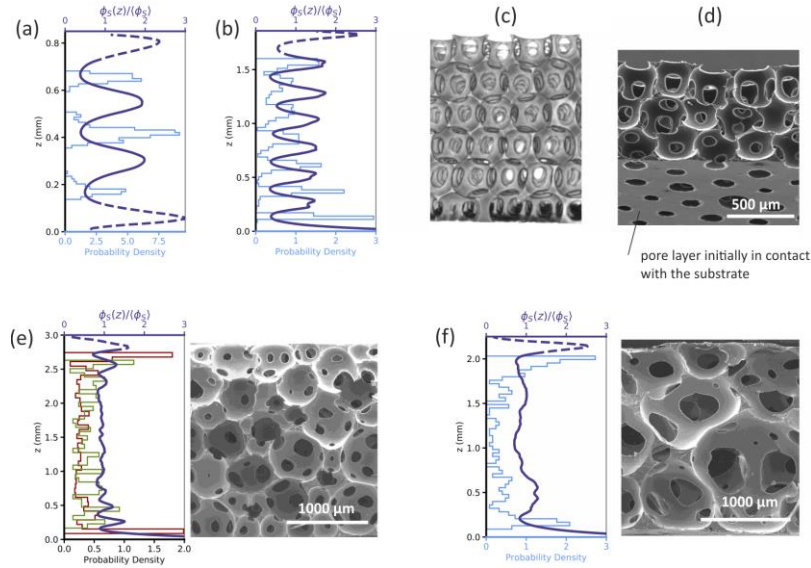 (a)
ϕS(z)/⟨ϕS⟩
0 1 2 3
0.8
0.6
0.4
0.2
0.0
z (mm)
0.0 2.5 5.0 7.5
Probability Density
(b)
ϕS(z)/⟨ϕS⟩
0 1 2 3
1.5
1.0
0.5
0.0
z (mm)
0 1 2 3
Probability Density
(c)
(d)
500 μm
pore layer initially in contact
with the substrate
(e)
ϕS(z)/⟨ϕS⟩
0 1 2 3
3.0
2.5
2.0
1.5
1.0
0.5
0.0
z (mm)
0.0 0.5 1.0 1.5 2.0
Probability Density
1000 μm
(f)
ϕS(z)/⟨ϕS⟩
0 1 2 3
2.0
1.5
1.0
0.5
0.0
z (mm)
0 1 2 3
Probability Density
1000 μm